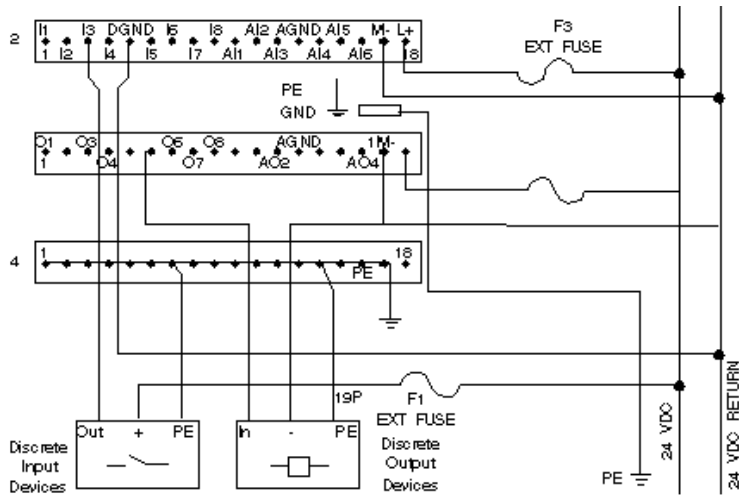 I1 I3 DGND I6 I8 AI2 AGND AI5 M- L+
2
1 I2 I4 I5 I7 AI1 AI3 AI4 AI6 18
F3
EXT FUSE
PE
GND
O1 O3 O6 O8 AGND 1M-
1 O4 O7 AO2 AO4
1 18
4
PE
19P
F1
EXT FUSE
Out + PE
In - PE
Discrete
Input
Devices
Discrete
Output
Devices
PE
24 VDC
24 VDC RETURN